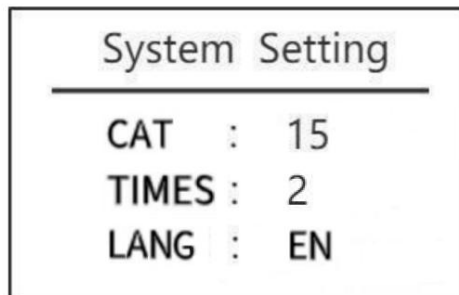 System Setting
CAT : 15
TIMES : 2
LANG : EN